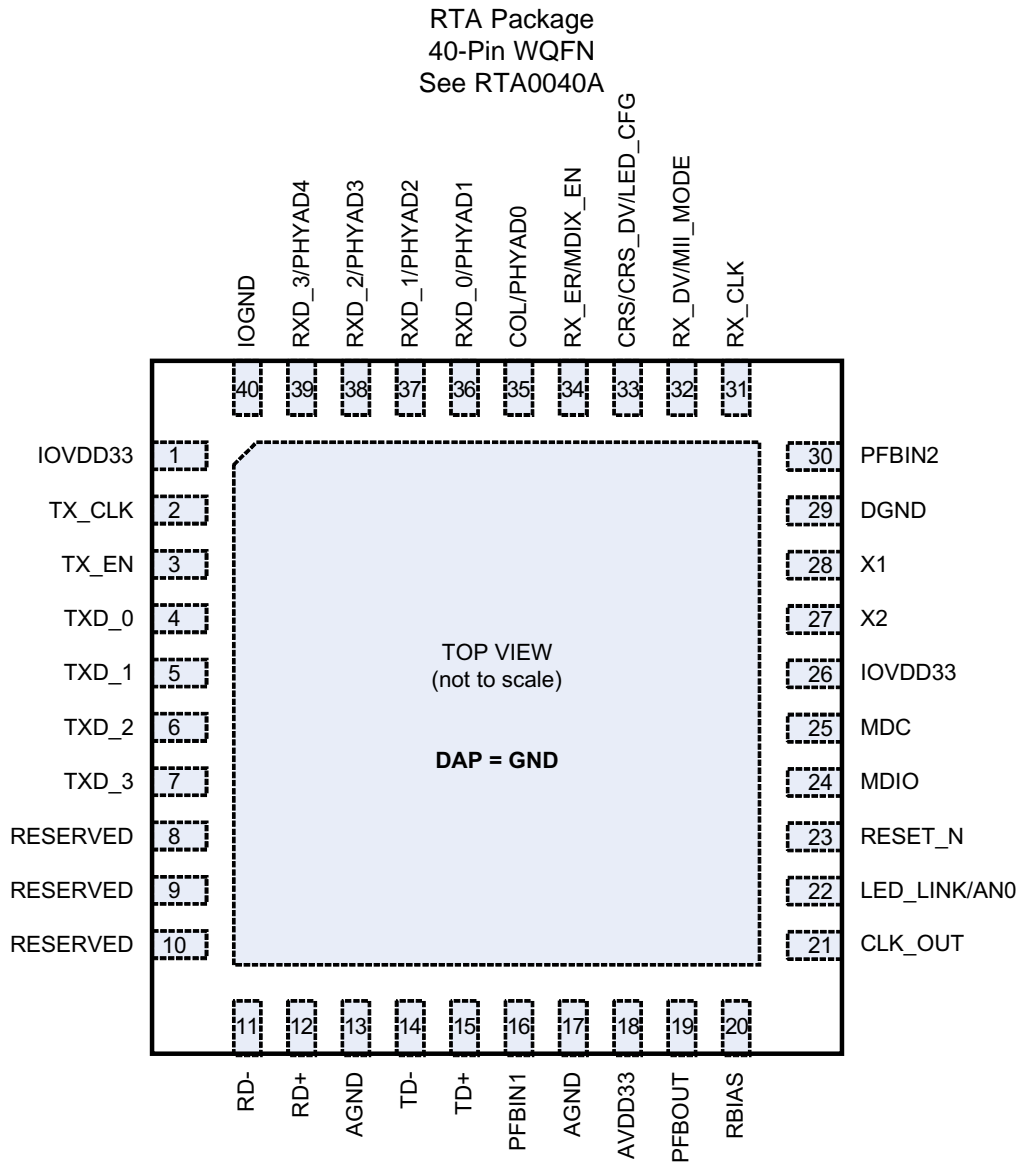 RTA Package
40-Pin WQFN
See RTA0040A
IOGND
RXD_3/PHYAD4
RXD_2/PHYAD3
RXD_1/PHYAD2
RXD_0/PHYAD1
COL/PHYAD0
RX_ER/MDIX_EN
CRS/CRS_DV/LED_CFG
RX_DV/MII_MODE
RX_CLK
40 39 38 37 36 35 34 33 32 31
IOVDD33 1
TX_CLK 2
TX_EN 3
TXD_0 4
TXD_1 5
TXD_2 6
TXD_3 7
RESERVED 8
RESERVED 9
RESERVED 10
TOP VIEW
(not to scale)
DAP = GND
30 PFBIN2
29 DGND
28 X1
27 X2
26 IOVDD33
25 MDC
24 MDIO
23 RESET_N
22 LED_LINK/AN0
21 CLK_OUT
11 12 13 14 15 16 17 18 19 20
RD-
RD+
AGND
TD-
TD+
PFBIN1
AGND
AVDD33
PFBOUT
RBIAS